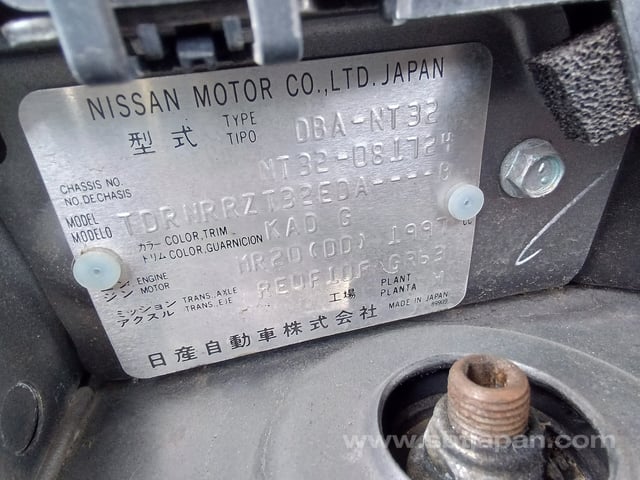 NISSAN MOTOR CO.,LTD. JAPAN
型式 TYPE TIPO DBA-NT32
CHASSIS NO. NO.DECHASIS NT32-081724
MODEL MODELO TDRNRRZT32EDA----B
カラー トリム COLOR,TRIM COLOR,GUARNICION KAD G
エンジン ENGINE MOTOR MR20(DD) 1997 cc
ミッション アクスル TRANS.,AXLE TRANS.,EJE RE0F10F GR63
工場 PLANT PLANTA
MADE IN JAPAN
日産自動車株式会社
www.sbtjapan.com